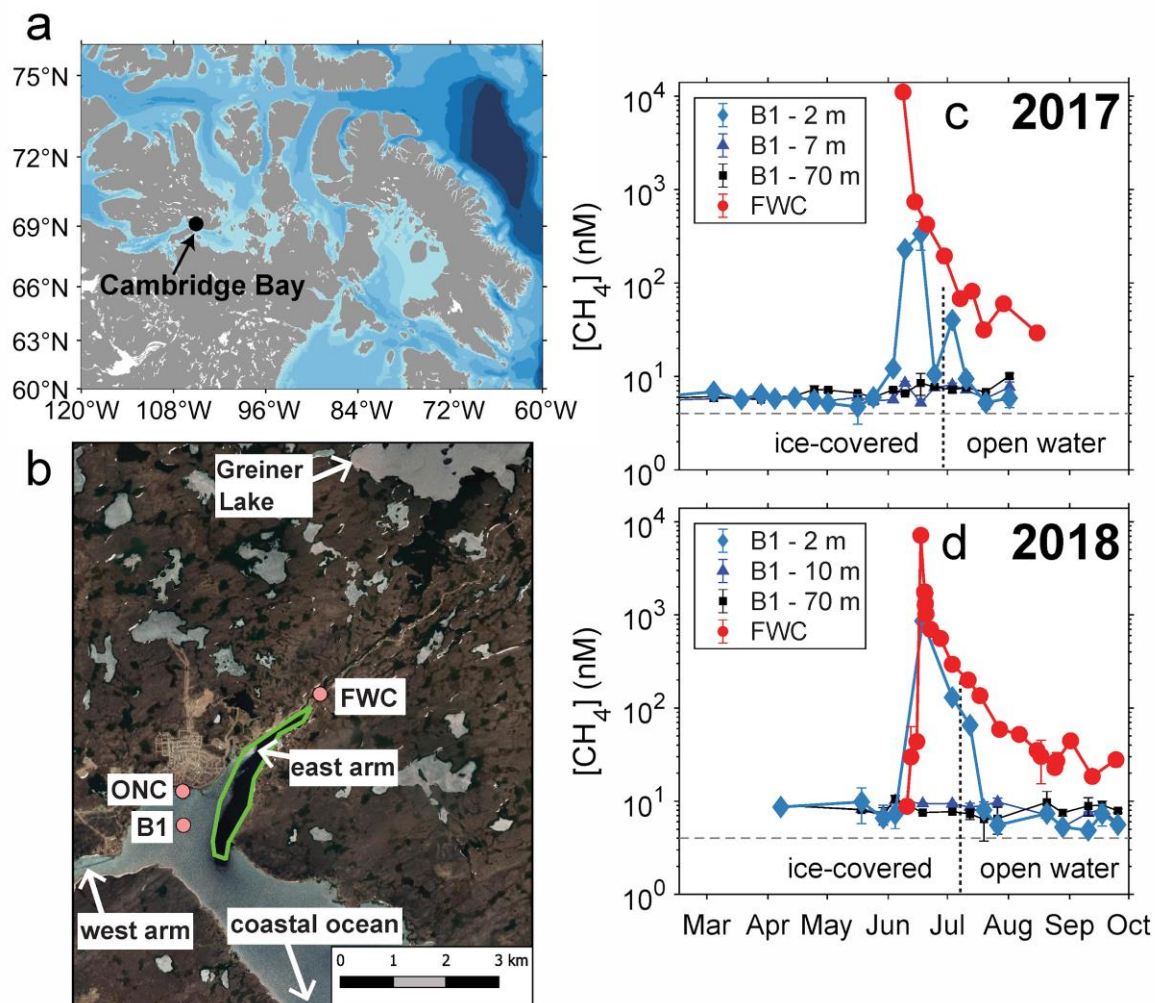 a
75°N
72°N
69°N
66°N
63°N
60°N
Cambridge Bay
120°W 108°W 96°W 84°W 72°W 60°W
b
Greiner
Lake
FWC
east arm
ONC
B1
west arm
coastal ocean
0 1 2 3 km
c 2017
B1 - 2 m
B1 - 7 m
B1 - 70 m
FWC
[CH₄] (nM)
10⁴
10³
10²
10¹
10⁰
ice-covered open water
d 2018
B1 - 2 m
B1 - 10 m
B1 - 70 m
FWC
[CH₄] (nM)
10⁴
10³
10²
10¹
10⁰
ice-covered open water
Mar Apr May Jun Jul Aug Sep Oct